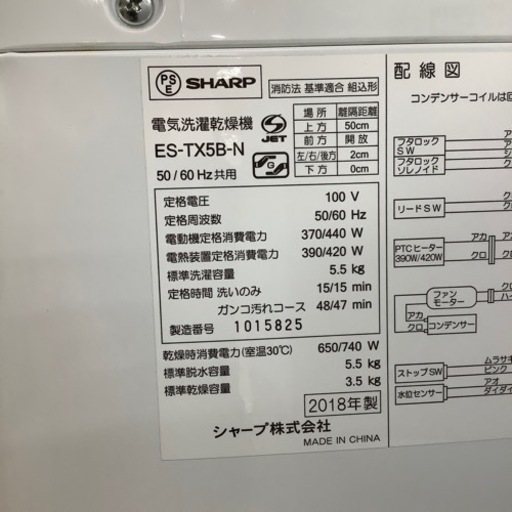 PS E SHARP
消防法 基準適合 組込形
電気洗濯乾燥機
ES-TX5B-N
50/60Hz共用
S JET
場所 離隔距離
上方 50cm
前方 開放
左/右/後方 2cm
下方 0cm
定格電圧 100 V
定格周波数 50/60 Hz
電動機定格消費電力 370/440 W
電熱装置定格消費電力 390/420 W
標準洗濯容量 5.5 kg
定格時間 洗いのみ 15/15 min
ガンコ汚れコース 48/47 min
製造番号 1015825
乾燥時消費電力(室温30℃) 650/740 W
標準脱水容量 5.5 kg
標準乾燥容量 3.5 kg
2018年製
シャープ株式会社
MADE IN CHINA
配線図
コンデンサーコイルは
フタロック
SW
フタロック
ソレノイド
リードSW
PTCヒーター
390W/420W
アカ
クロ
ファン
モーター
アカ
クロ
コンデンサー
ストップSW
ムラサキ
ピンク
水位センサー
アオ
ダイダイ